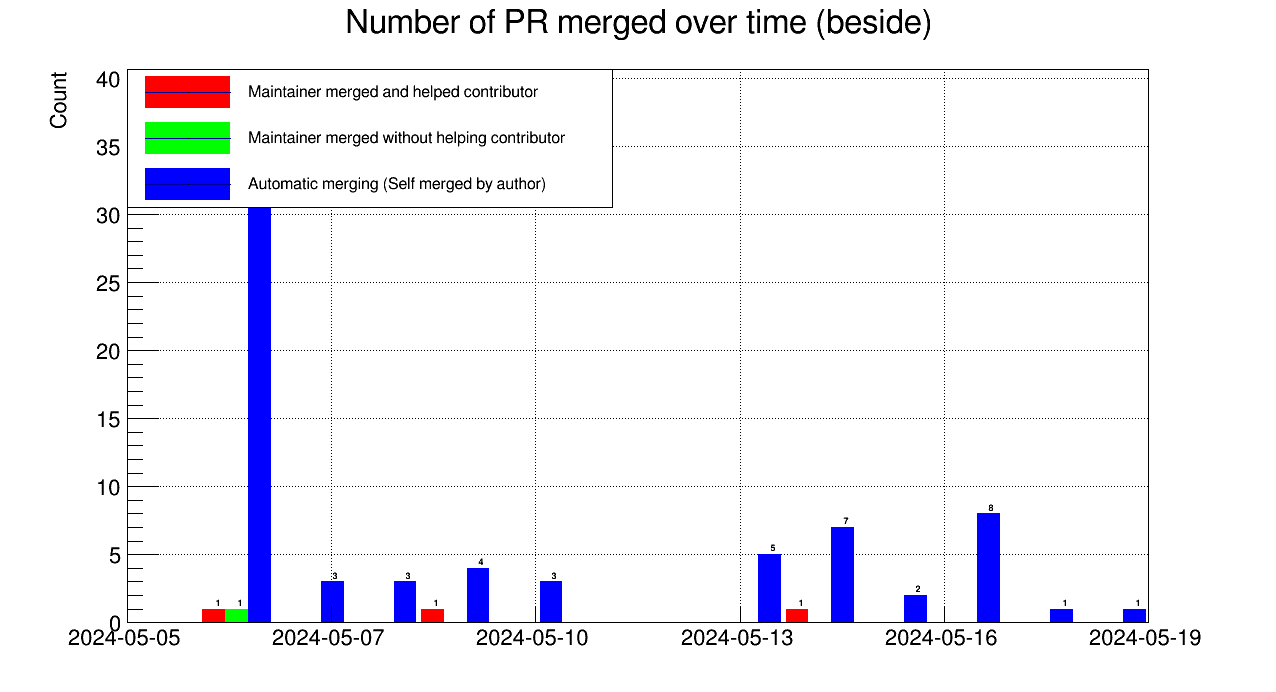 Number of PR merged over time (beside)
Count
40
35
30
25
20
15
10
5
0
Maintainer merged and helped contributor
Maintainer merged without helping contributor
Automatic merging (Self merged by author)
1 1 3 3 1 4 3 5 1 7 2 8 1 1
2024-05-05 2024-05-07 2024-05-10 2024-05-13 2024-05-16 2024-05-19